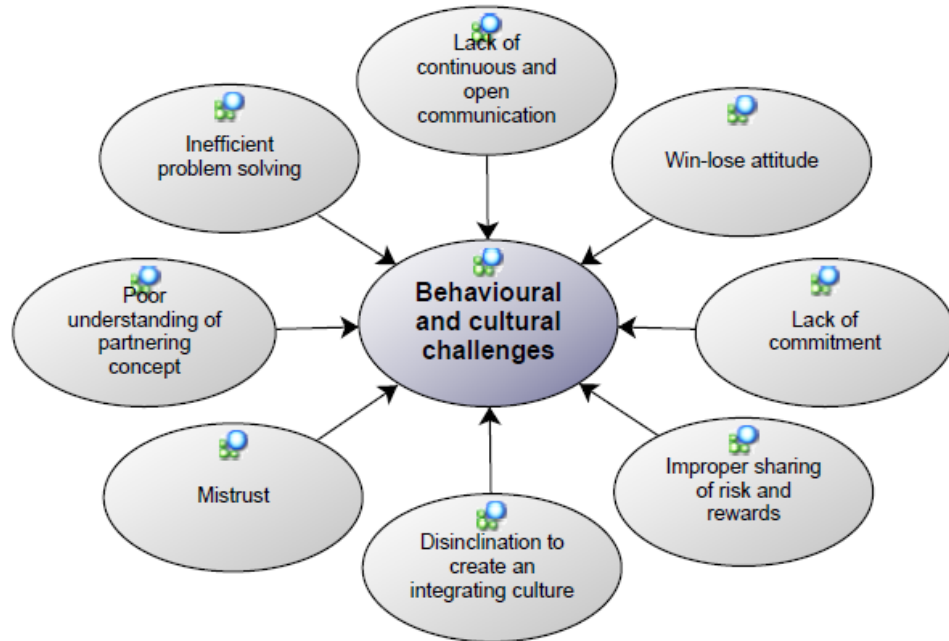 Lack of
continuous and
open
communication
Inefficient
problem solving
Win-lose attitude
Poor
understanding of
partnering
concept
Behavioural
and cultural
challenges
Lack of
commitment
Mistrust
Improper sharing
of risk and
rewards
Disinclination to
create an
integrating culture